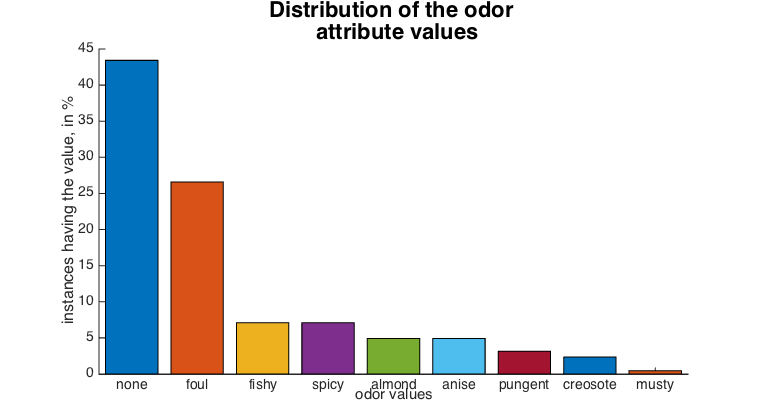 Distribution of the odor
attribute values
instances having the value, in %
45
40
35
30
25
20
15
10
5
0
none foul fishy spicy almond anise pungent creosote musty
odor values